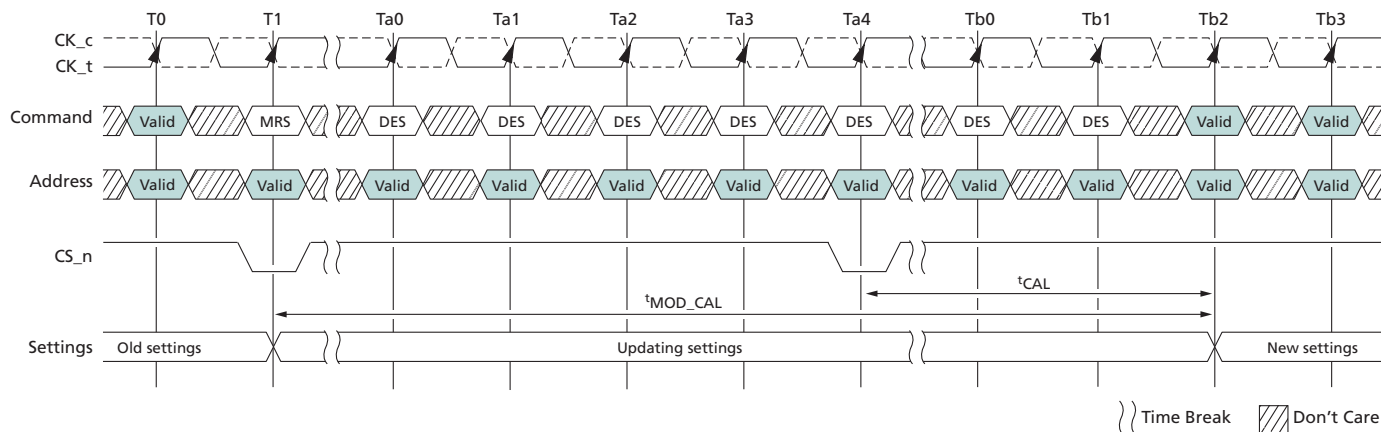 T0 T1 Ta0 Ta1 Ta2 Ta3 Ta4 Tb0 Tb1 Tb2 Tb3
CK_c
CK_t
Command Valid MRS DES DES DES DES DES DES DES Valid Valid
Address Valid Valid Valid Valid Valid Valid Valid Valid Valid Valid Valid
CS_n
tCAL
tMOD_CAL
Settings Old settings Updating settings New settings
Time Break Don't Care